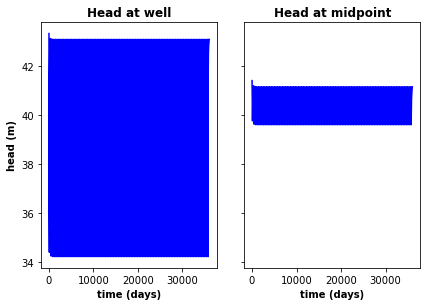 Head at well
Head at midpoint
head (m)
42
40
38
36
34
0
10000
20000
30000
0
10000
20000
30000
time (days)
time (days)